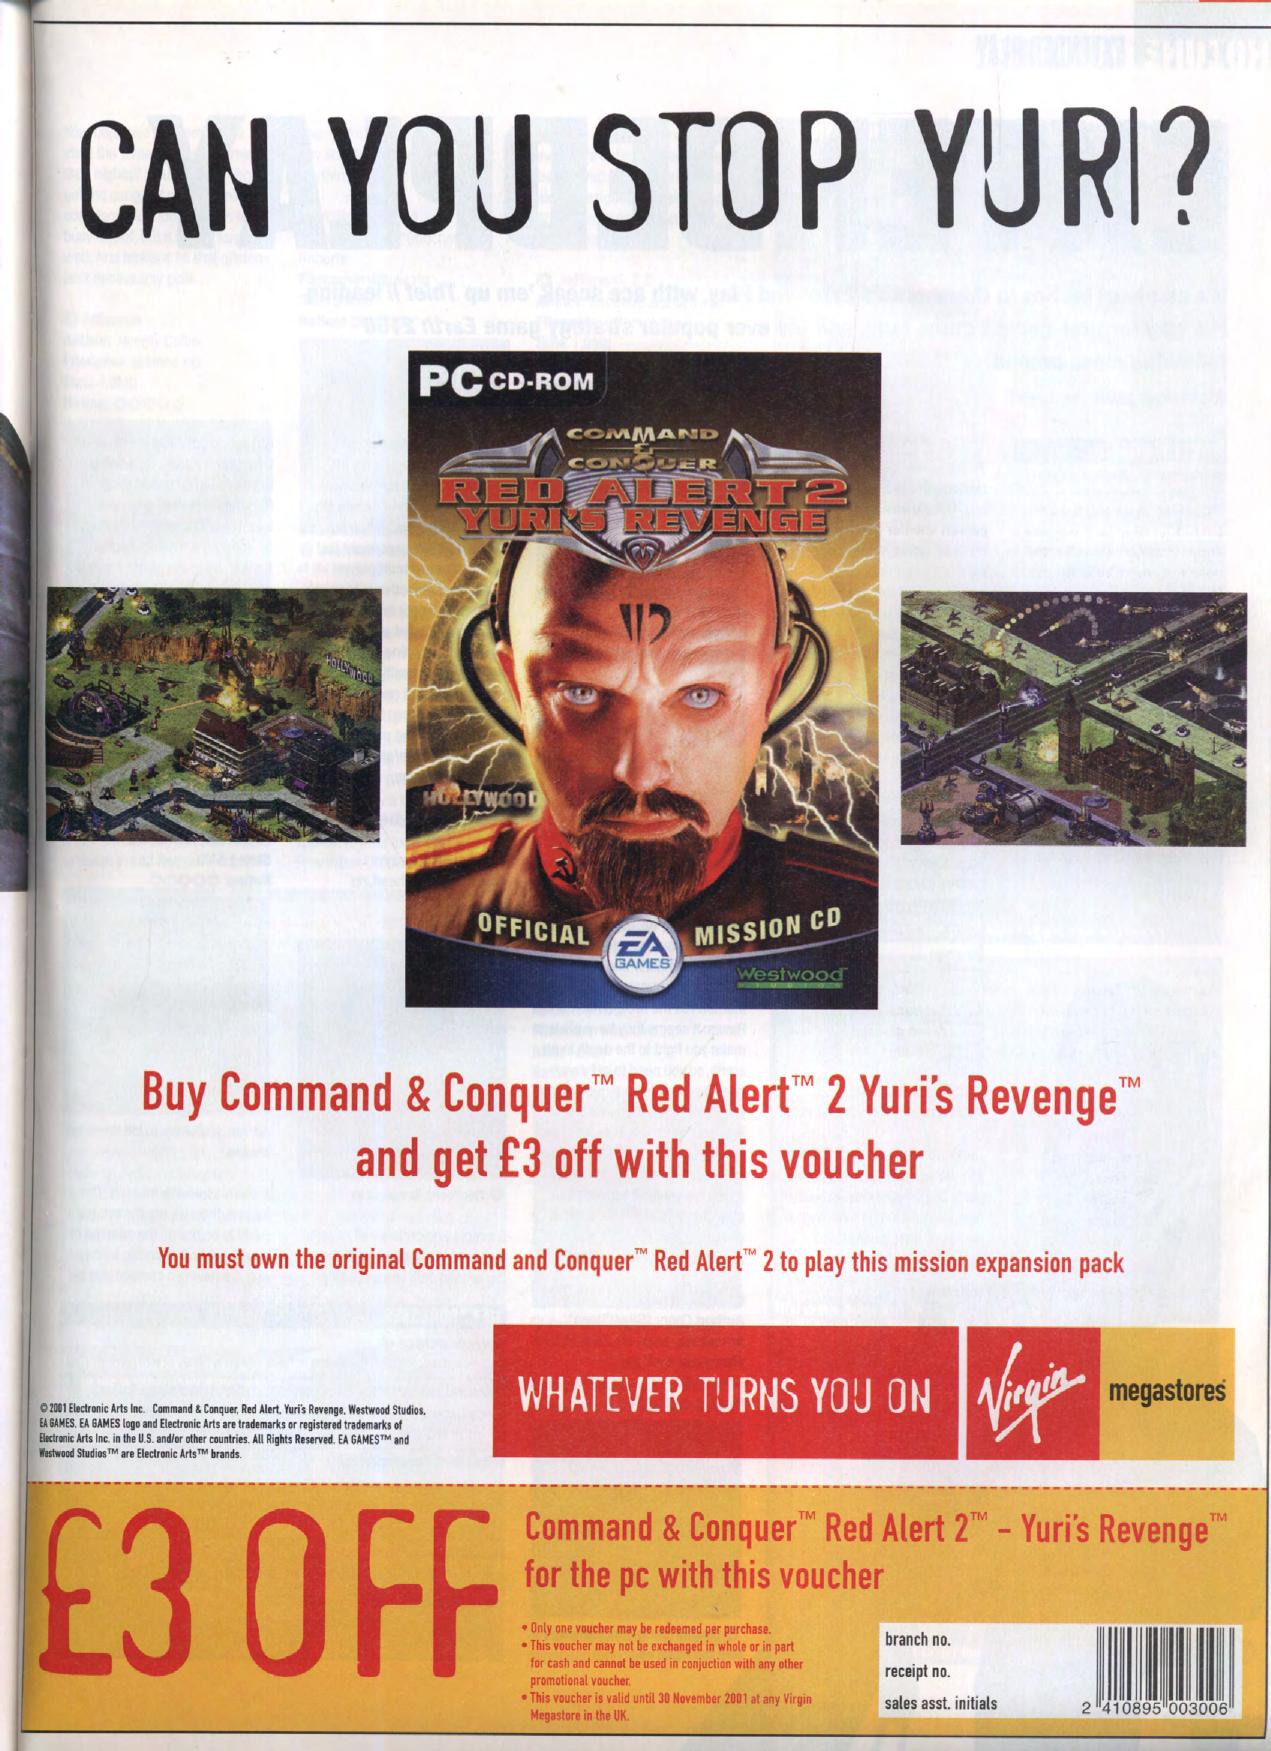 CAN YOU STOP YURI?
PC CD-ROM
COMMAND
&
CONQUER
RED ALERT 2
YURI'S REVENGE
HOLLYWOOD
HOLLYWOOD
OFFICIAL MISSION CD
EA
GAMES
Westwood
STUDIOS
Buy Command & Conquer™ Red Alert™ 2 Yuri's Revenge™
and get £3 off with this voucher
You must own the original Command and Conquer™ Red Alert™ 2 to play this mission expansion pack
WHATEVER TURNS YOU ON
Virgin megastores
© 2001 Electronic Arts Inc. Command & Conquer, Red Alert, Yuri's Revenge, Westwood Studios,
EA GAMES, EA GAMES logo and Electronic Arts are trademarks or registered trademarks of
Electronic Arts Inc. in the U.S. and/or other countries. All Rights Reserved. EA GAMES™ and
Westwood Studios™ are Electronic Arts™ brands.
£3 OFF
Command & Conquer™ Red Alert 2™ - Yuri's Revenge™
for the pc with this voucher
• Only one voucher may be redeemed per purchase.
• This voucher may not be exchanged in whole or in part
for cash and cannot be used in conjuction with any other
promotional voucher.
• This voucher is valid until 30 November 2001 at any Virgin
Megastore in the UK.
branch no.
receipt no.
sales asst. initials
2 410895 003006